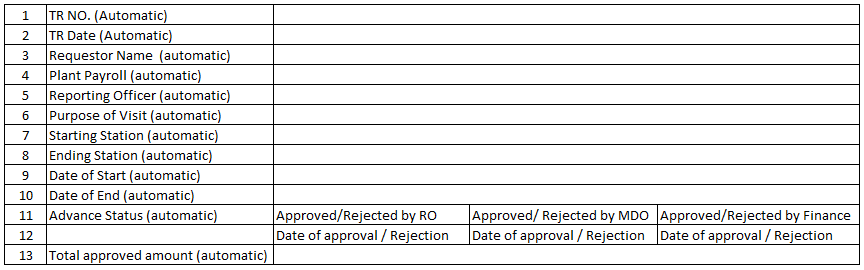 1 TR NO. (Automatic)
2 TR Date (Automatic)
3 Requestor Name (automatic)
4 Plant Payroll (automatic)
5 Reporting Officer (automatic)
6 Purpose of Visit (automatic)
7 Starting Station (automatic)
8 Ending Station (automatic)
9 Date of Start (automatic)
10 Date of End (automatic)
11 Advance Status (automatic) Approved/Rejected by RO Approved/ Rejected by MDO Approved/Rejected by Finance
12 Date of approval / Rejection Date of approval / Rejection Date of approval / Rejection
13 Total approved amount (automatic)